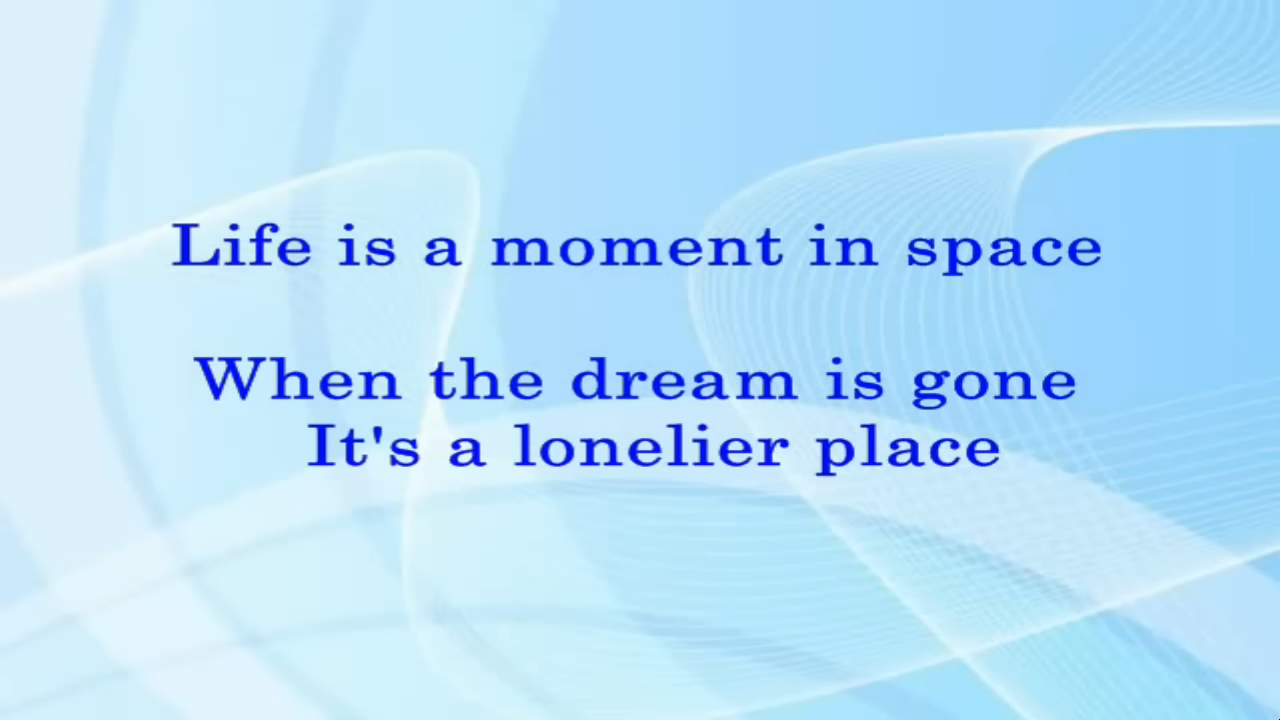 Life is a moment in space
When the dream is gone
It's a lonelier place